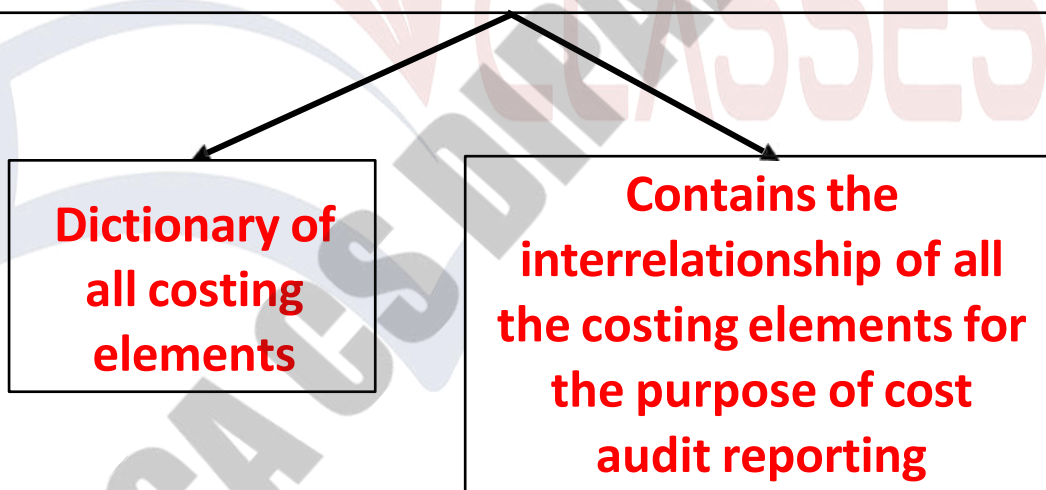 CLASSES
Dictionary of
all costing
elements
Contains the
interrelationship of all
the costing elements for
the purpose of cost
audit reporting